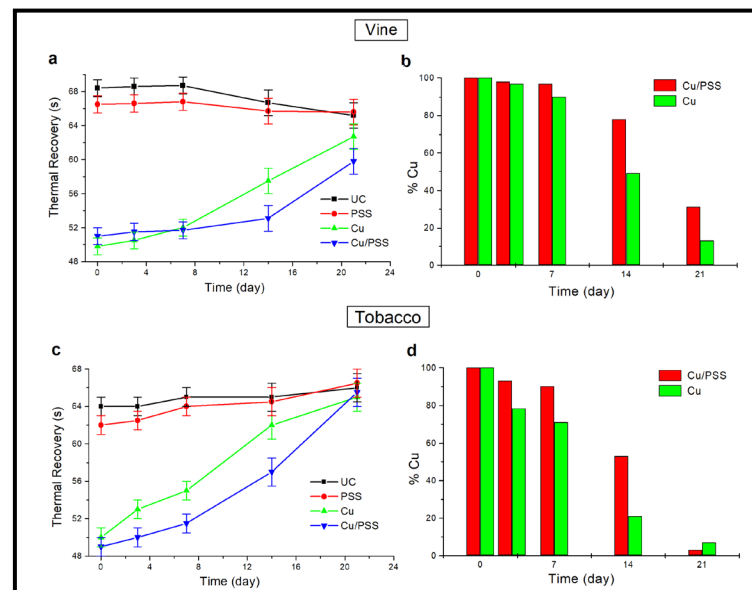 Vine
a
Thermal Recovery (s)
68
64
60
56
52
48
UC
PSS
Cu
Cu/PSS
0 4 8 12 16 20 24
Time (day)
b
% Cu
100
80
60
40
20
0
Cu/PSS
Cu
0 7 14 21
Time (day)
Tobacco
c
Thermal Recovery (s)
68
64
60
56
52
48
UC
PSS
Cu
Cu/PSS
0 4 8 12 16 20 24
Time (day)
d
% Cu
100
80
60
40
20
0
Cu/PSS
Cu
0 7 14 21
Time (day)